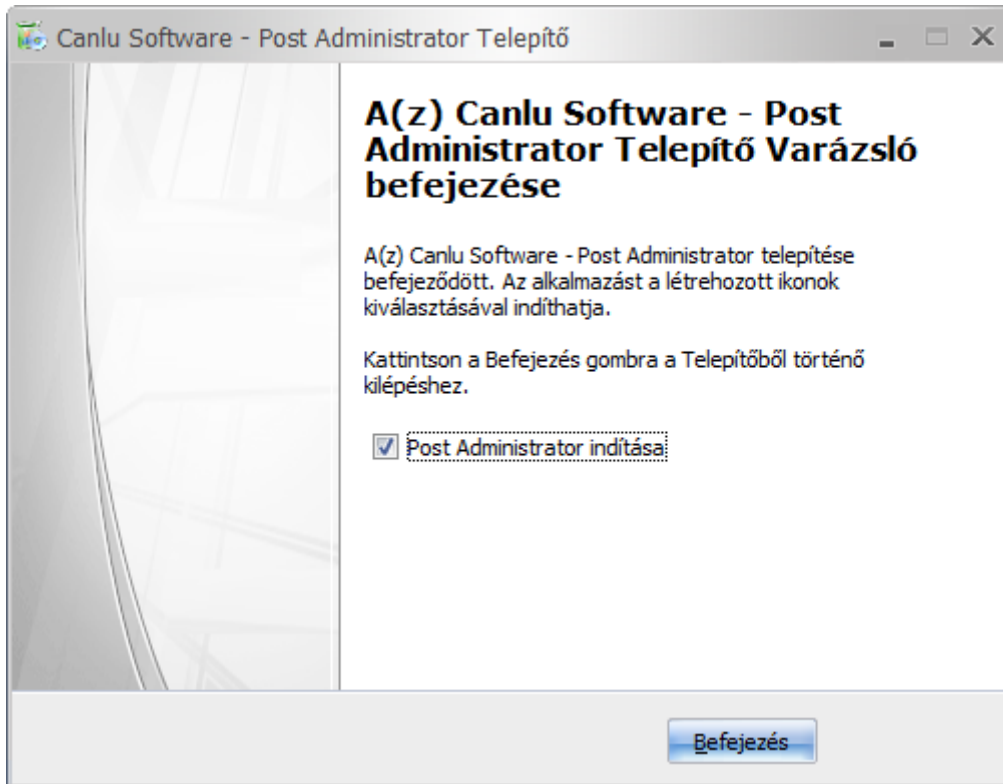 Canlu Software - Post Administrator Telepítő
A(z) Canlu Software - Post
Administrator Telepítő Varázsló
befejezése
A(z) Canlu Software - Post Administrator telepítése
befejeződött. Az alkalmazást a létrehozott ikonok
kiválasztásával indíthatja.
Kattintson a Befejezés gombra a Telepítőből történő
kilépéshez.
Post Administrator indítása
Befejezés